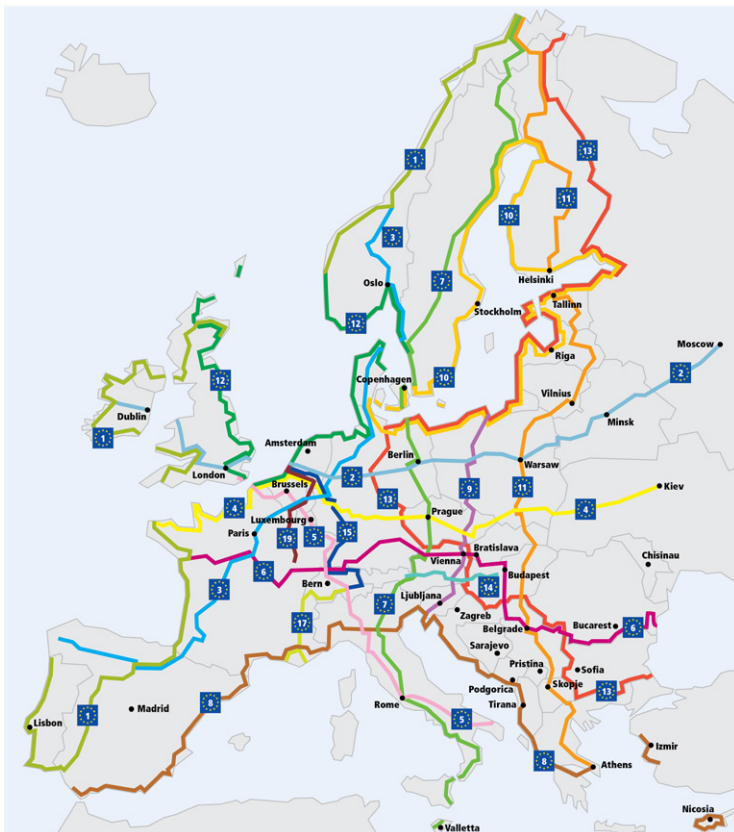 1
13
11
10
3
Oslo
7
Helsinki
Stockholm
Tallinn
12
Moscow
Riga
2
12
10
Copenhagen
Vilnius
Dublin
Minsk
1
Amsterdam
Berlin
London
2
Warsaw
Brussels
9
11
Kiev
13
4
Prague
4
Luxembourg
5
15
Paris
19
Bratislava
Chisinau
Vienna
6
Budapest
Bern
14
3
7
Ljubljana
Zagreb
17
Belgrade
Bucarest
6
Sarajevo
Pristina
Sofia
Podgorica
Skopje
13
8
Rome
Tirana
Madrid
1
Lisbon
5
Izmir
8
Athens
Nicosia
Valletta